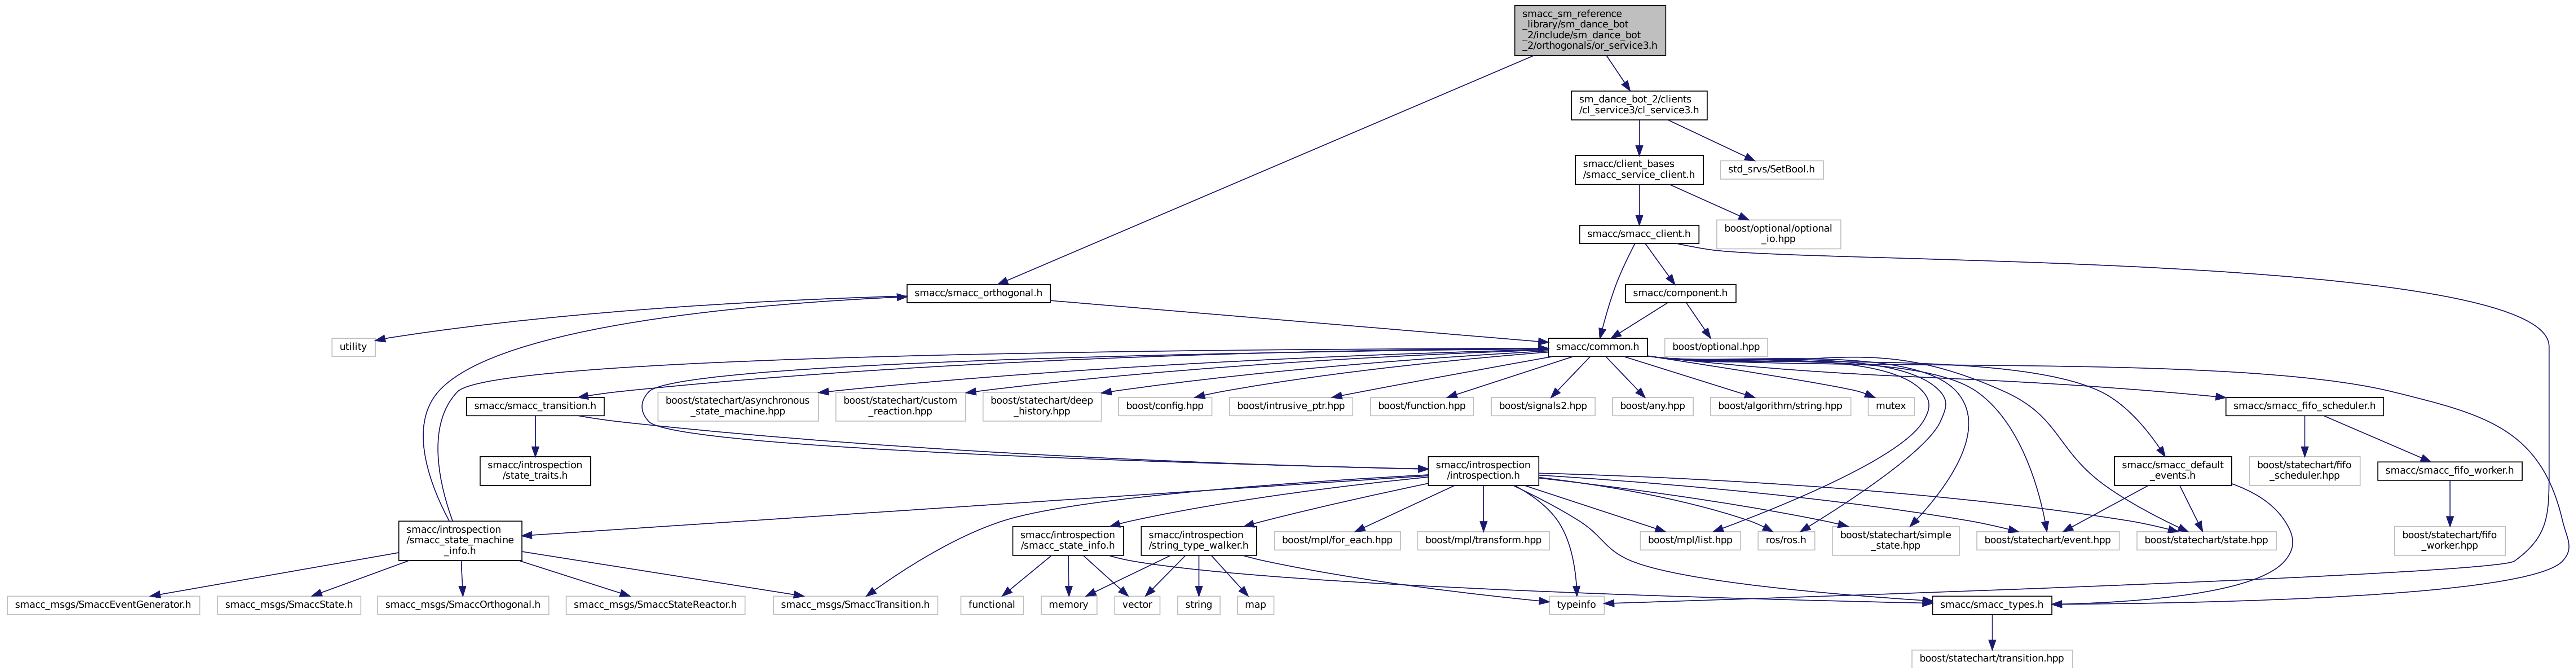 smacc_sm_reference
_library/sm_dance_bot
_2/include/sm_dance_bot
_2/orthogonals/or_service3.h
sm_dance_bot_2/clients
/cl_service3/cl_service3.h
smacc/client_bases
/smacc_service_client.h
std_srvs/SetBool.h
smacc/smacc_client.h
boost/optional/optional
_io.hpp
smacc/smacc_orthogonal.h
smacc/component.h
utility
smacc/common.h
boost/optional.hpp
smacc/smacc_transition.h
boost/statechart/asynchronous
_state_machine.hpp
boost/statechart/custom
_reaction.hpp
boost/statechart/deep
_history.hpp
boost/config.hpp
boost/intrusive_ptr.hpp
boost/function.hpp
boost/signals2.hpp
boost/any.hpp
boost/algorithm/string.hpp
mutex
smacc/smacc_fifo_scheduler.h
smacc/introspection
/state_traits.h
smacc/introspection
/introspection.h
smacc/smacc_default
_events.h
boost/statechart/fifo
_scheduler.hpp
smacc/smacc_fifo_worker.h
smacc/introspection
/smacc_state_machine
_info.h
smacc/introspection
/smacc_state_info.h
smacc/introspection
/string_type_walker.h
boost/mpl/for_each.hpp
boost/mpl/transform.hpp
boost/mpl/list.hpp
ros/ros.h
boost/statechart/simple
_state.hpp
boost/statechart/event.hpp
boost/statechart/state.hpp
boost/statechart/fifo
_worker.hpp
smacc_msgs/SmaccEventGenerator.h
smacc_msgs/SmaccState.h
smacc_msgs/SmaccOrthogonal.h
smacc_msgs/SmaccStateReactor.h
smacc_msgs/SmaccTransition.h
functional
memory
vector
string
map
typeinfo
smacc/smacc_types.h
boost/statechart/transition.hpp